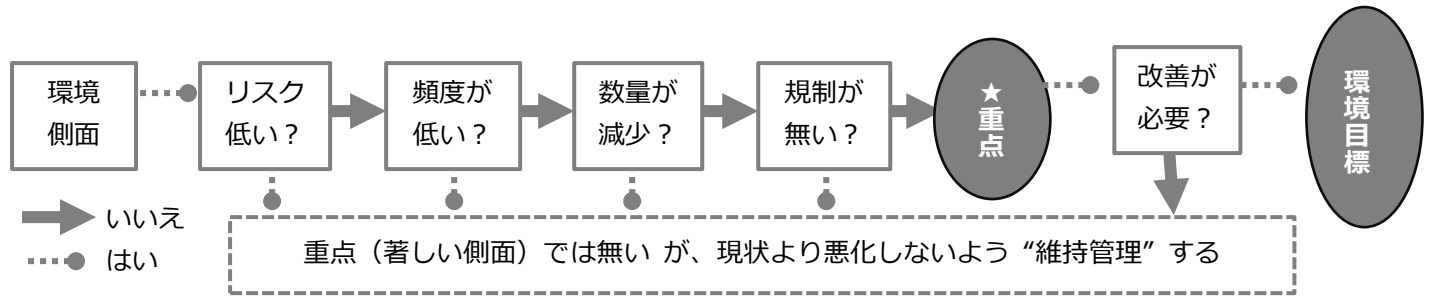 環境
側面
リスク
低い？
頻度が
低い？
数量が
減少？
規制が
無い？
★重点
改善が
必要？
環境目標
いいえ
はい
重点（著しい側面）では無い が、現状より悪化しないよう “維持管理” する